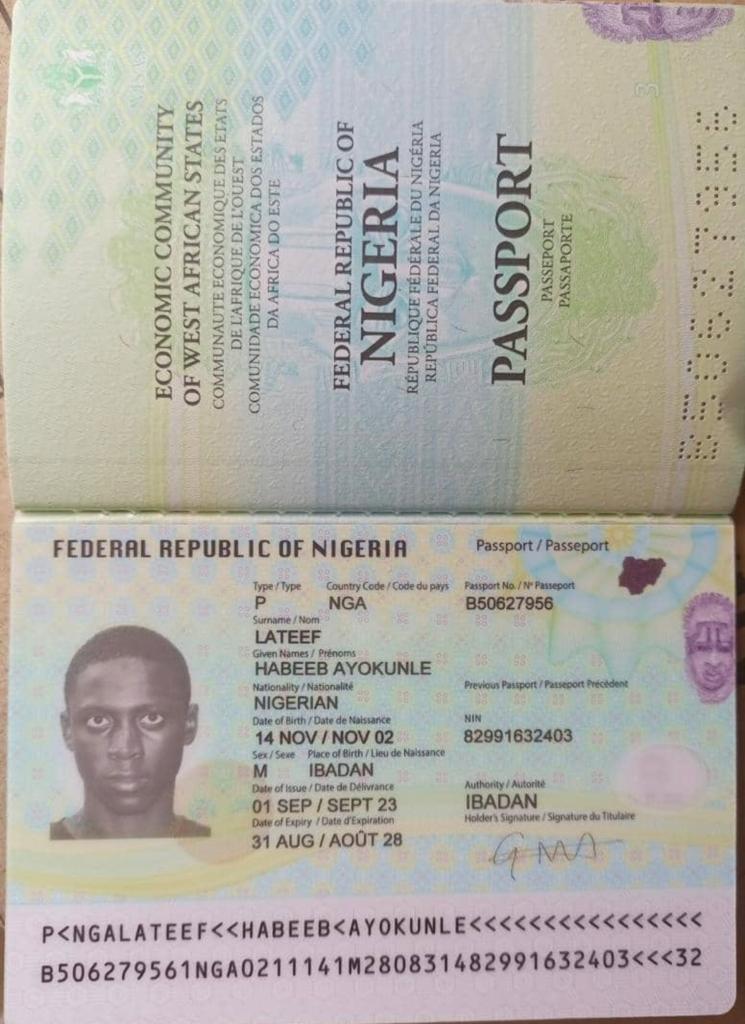 ECONOMIC COMMUNITY
OF WEST AFRICAN STATES
COMMUNAUTE ECONOMIQUE DES ETATS
DE L'AFRIQUE DE L'OUEST
COMUNIDADE ECONOMICA DOS ESTADOS
DA AFRICA DO ESTE
FEDERAL REPUBLIC OF
NIGERIA
RÉPUBLIQUE FÉDÉRALE DU NIGÉRIA
REPÚBLICA FEDERAL DA NIGERIA
PASSPORT
PASSEPORT
PASSAPORTE
3
B50627956
FEDERAL REPUBLIC OF NIGERIA Passport / Passeport
Type / Type Country Code / Code du pays Passport No. / Nº Passeport
P NGA B50627956
Surname / Nom
LATEEF
Given Names / Prénoms
HABEEB AYOKUNLE
Nationality / Nationalité Previous Passport / Passeport Précédent
NIGERIAN
Date of Birth / Date de Naissance NIN
14 NOV / NOV 02 82991632403
Sex / Sexe Place of Birth / Lieu de Naissance
M IBADAN
Date of Issue / Date de Délivrance Authority / Autorité
01 SEP / SEPT 23 IBADAN
Date of Expiry / Date d'Expiration Holder's Signature / Signature du Titulaire
31 AUG / AOÛT 28
P<NGALATEEF<<HABEEB<AYOKUNLE<<<<<<<<<<<<<<<<
B506279561NGA0211141M280831482991632403<<<32